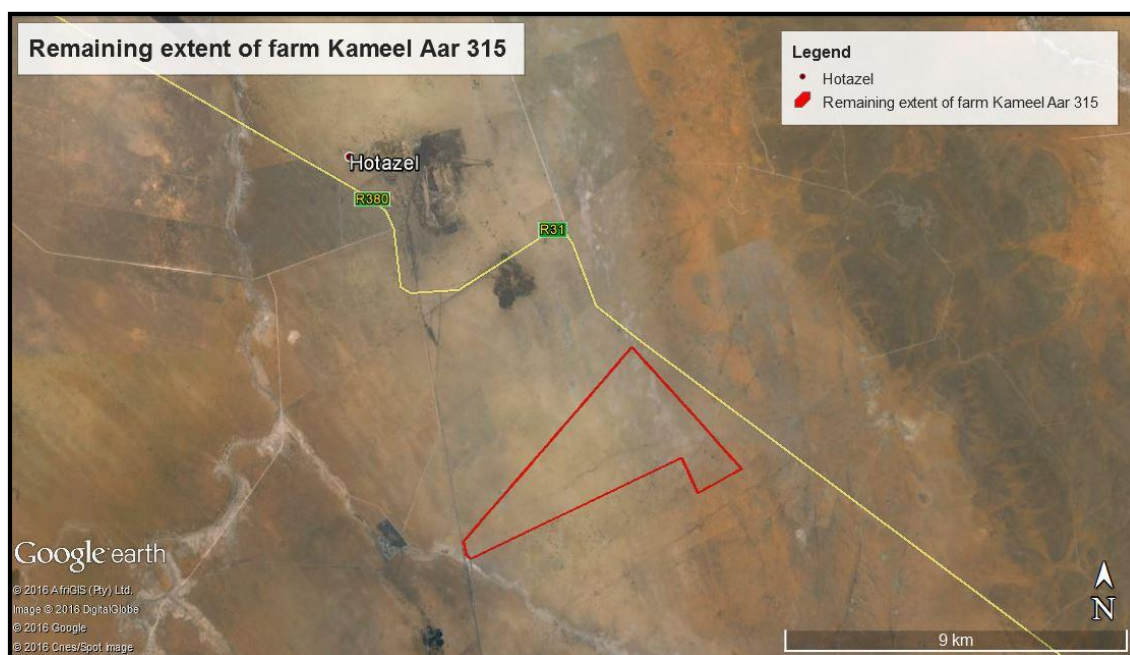 Remaining extent of farm Kameel Aar 315
Legend
Hotazel
Remaining extent of farm Kameel Aar 315
Hotazel
R380
R31
Google earth
© 2016 AfriGIS (Pty) Ltd.
Image © 2016 DigitalGlobe
© 2016 Google
© 2016 Cnes/Spot Image
N
9 km